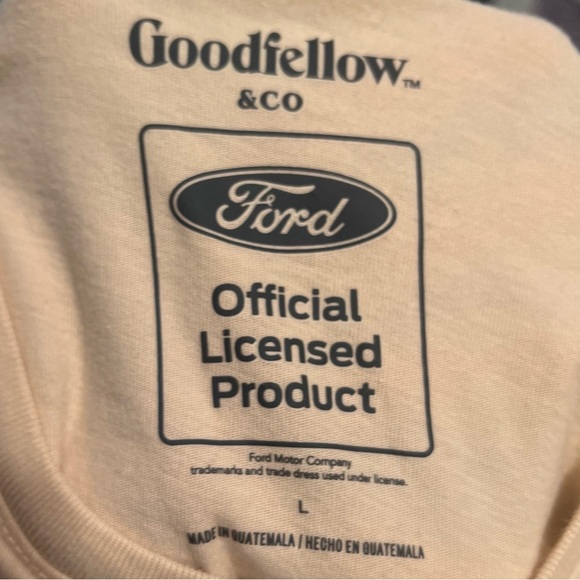 Goodfellow™
&CO
Ford
Official
Licensed
Product
Ford Motor Company
trademarks and trade dress used under license.
L
MADE IN GUATEMALA / HECHO EN GUATEMALA